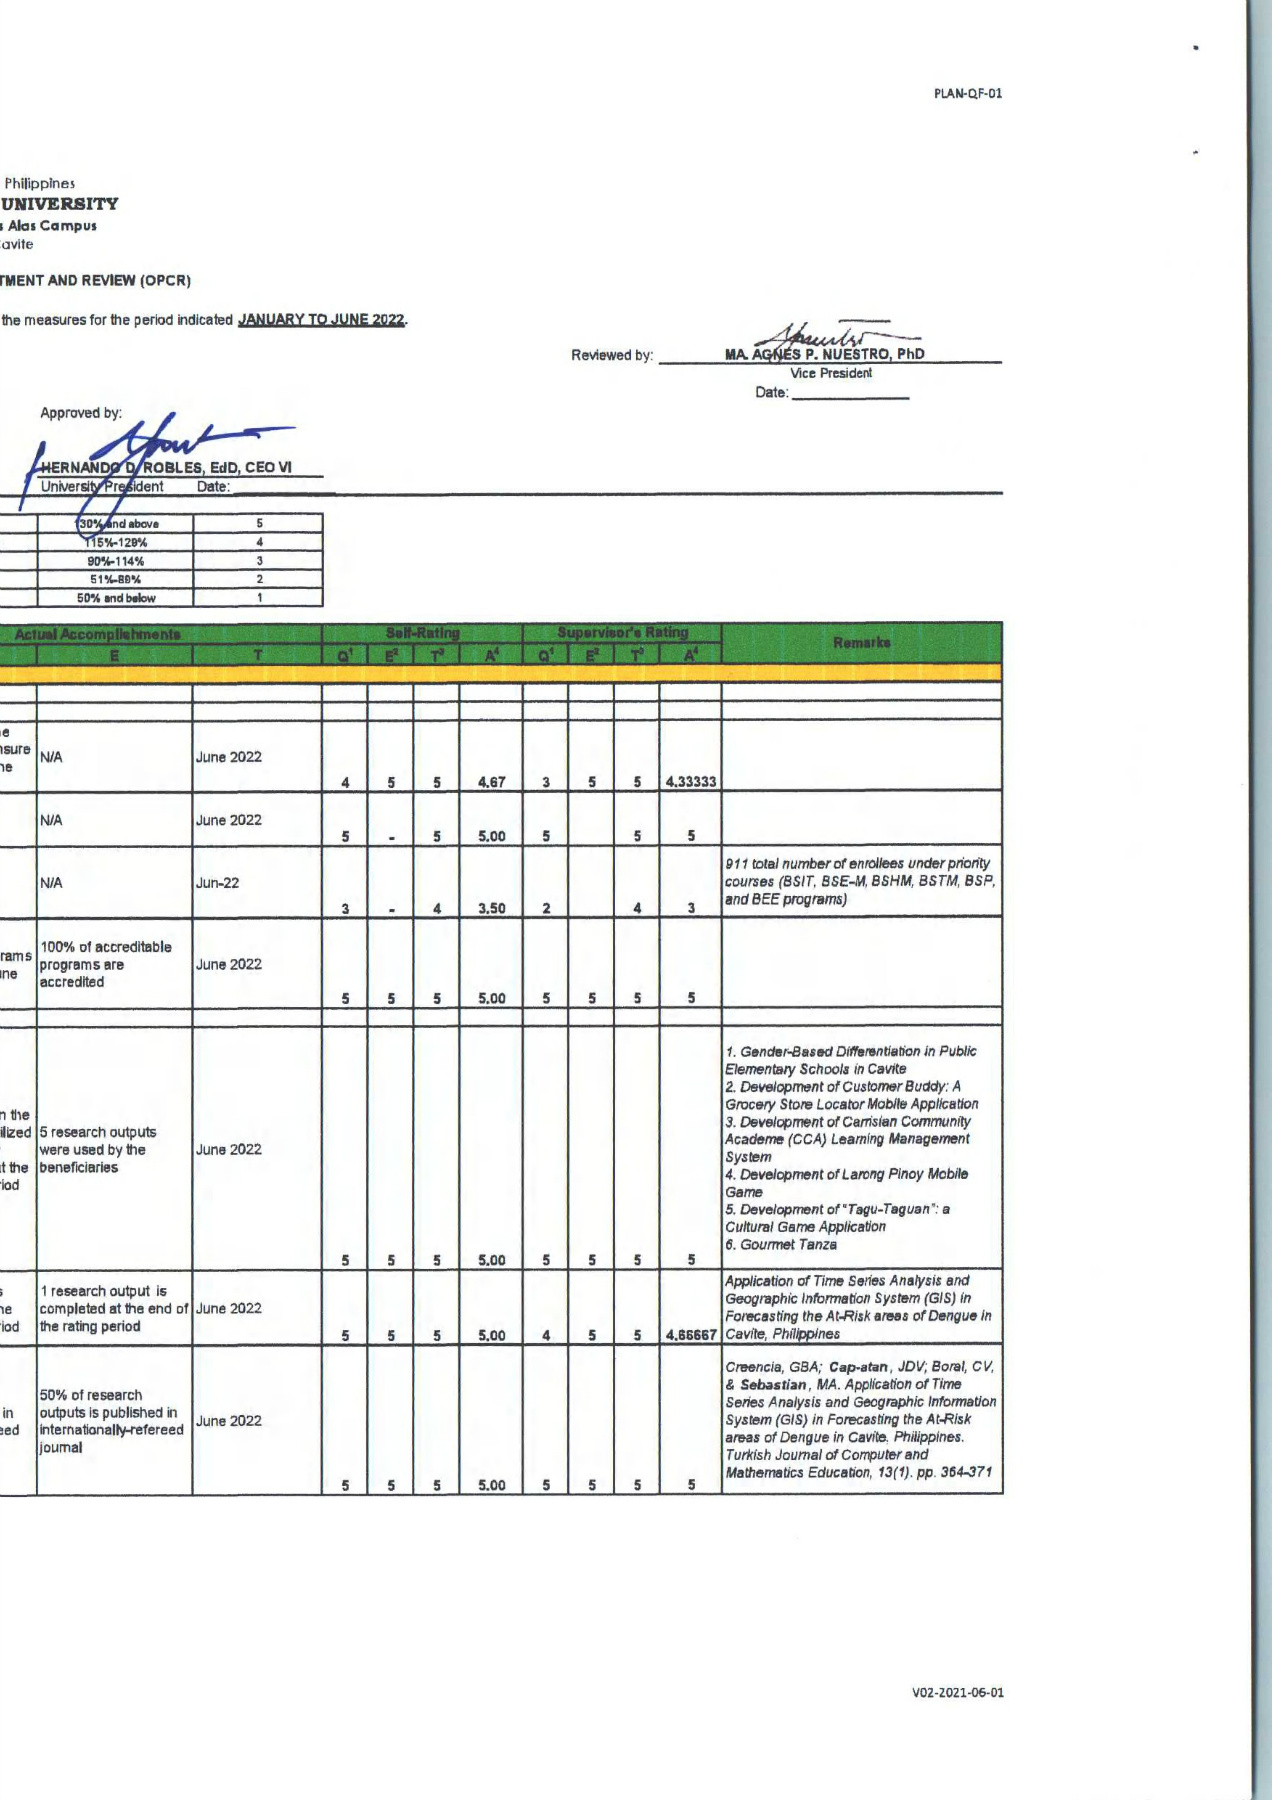 PLAN-QF-01
Philippines
UNIVERSITY
s Alas Campus
Cavite
TMENT AND REVIEW (OPCR)
the measures for the period indicated JANUARY TO JUNE 2022.
Reviewed by: MA. AGNES P. NUESTRO, PhD
Vice President
Date:
Approved by:
HERNANDO D. ROBLES, EdD, CEO VI
University President Date:
130% and above 5
115%-129% 4
90%-114% 3
51%-89% 2
50% and below 1
Actual Accomplishments Self-Rating Supervisor's Rating Remarks
E T Q¹ E² T³ A⁴ Q¹ E² T³ A⁴
ne
nsure
ne
N/A June 2022 4 5 5 4.67 3 5 5 4.33333
N/A June 2022 5 - 5 5.00 5 5 5
N/A Jun-22 3 - 4 3.50 2 4 3
911 total number of enrollees under priority
courses (BSIT, BSE-M, BSHM, BSTM, BSP,
and BEE programs)
rams
une
100% of accreditable
programs are
accredited
June 2022 5 5 5 5.00 5 5 5 5
n the
ilized
t the
riod
5 research outputs
were used by the
beneficiaries
June 2022 5 5 5 5.00 5 5 5 5
1. Gender-Based Differentiation in Public
Elementary Schools in Cavite
2. Development of Customer Buddy: A
Grocery Store Locator Mobile Application
3. Development of Carrisian Community
Academe (CCA) Learning Management
System
4. Development of Larong Pinoy Mobile
Game
5. Development of "Tagu-Taguan": a
Cultural Game Application
6. Gourmet Tanza
s
he
riod
1 research output is
completed at the end of
the rating period
June 2022 5 5 5 5.00 4 5 5 4.66667
Application of Time Series Analysis and
Geographic Information System (GIS) in
Forecasting the At-Risk areas of Dengue in
Cavite, Philippines
in
eed
50% of research
outputs is published in
internationally-refereed
journal
June 2022 5 5 5 5.00 5 5 5 5
Creencia, GBA; Cap-atan, JDV; Boral, CV,
& Sebastian, MA. Application of Time
Series Analysis and Geographic Information
System (GIS) in Forecasting the At-Risk
areas of Dengue in Cavite, Philippines.
Turkish Journal of Computer and
Mathematics Education, 13(1). pp. 364-371
V02-2021-06-01